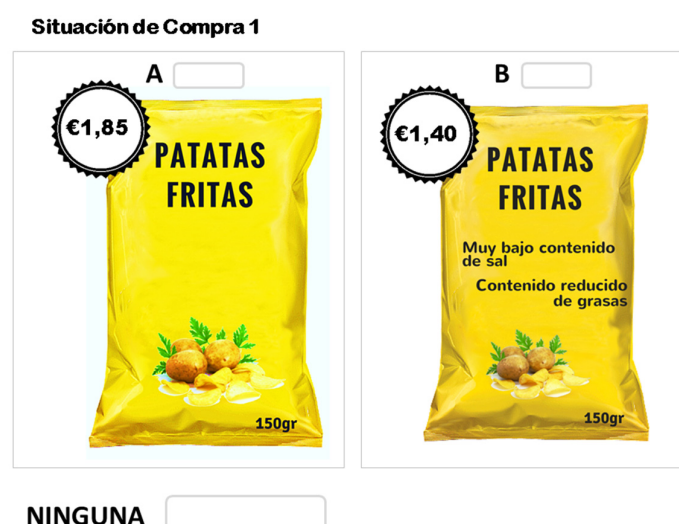 Situación de Compra 1
A
€1,85
PATATAS
FRITAS
150gr
B
€1,40
PATATAS
FRITAS
Muy bajo contenido
de sal
Contenido reducido
de grasas
150gr
NINGUNA